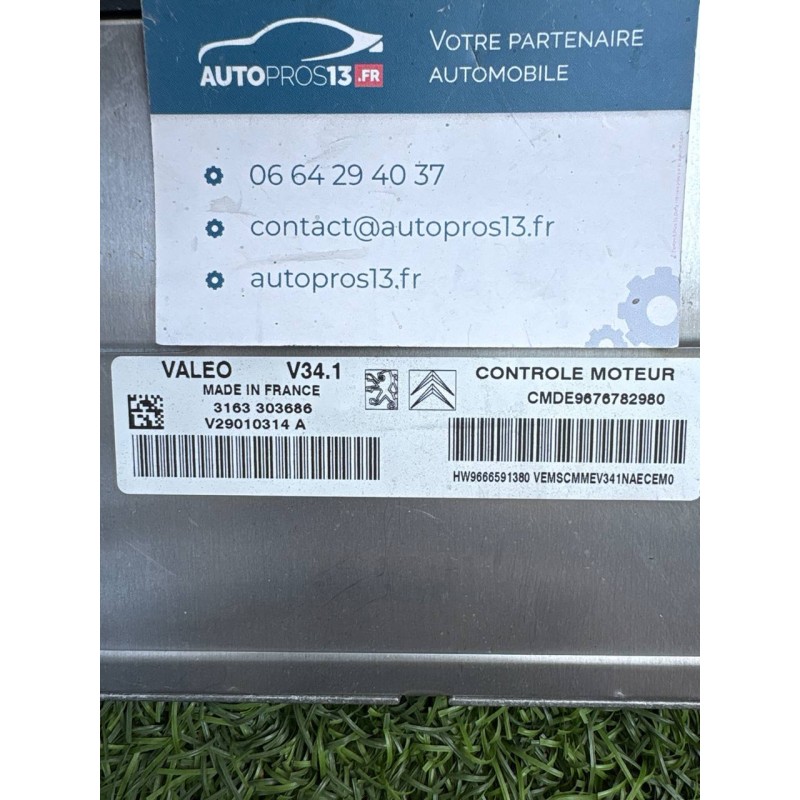 AUTOPROS13.FR
VOTRE PARTENAIRE
AUTOMOBILE
06 64 29 40 37
contact@autopros13.fr
autopros13.fr
VALEO V34.1
MADE IN FRANCE
3163 303686
V29010314 A
CONTROLE MOTEUR
CMDE9676782980
HW9666591380 VEMSCMMEV341NAECEM0